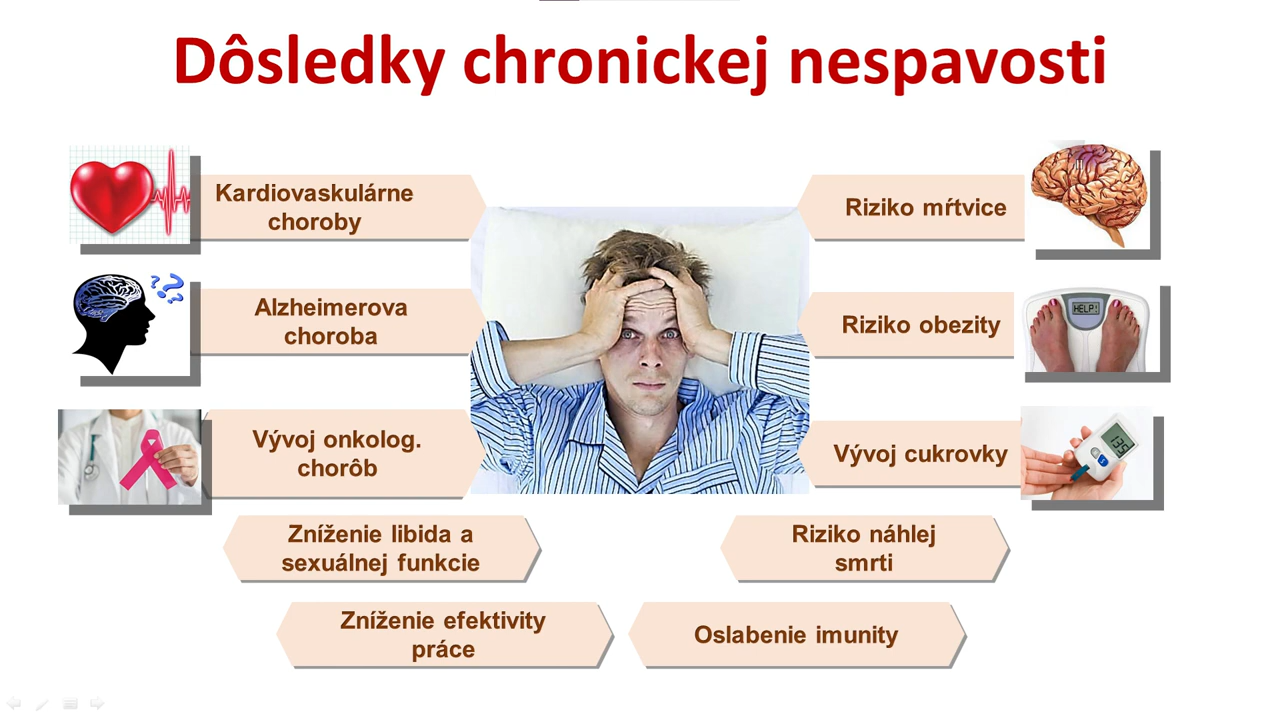 Dôsledky chronickej nespavosti
Kardiovaskulárne
choroby
Riziko mŕtvice
Alzheimerova
choroba
Riziko obezity
HELP!
Vývoj onkolog.
chorôb
Vývoj cukrovky
135
Zníženie libida a
sexuálnej funkcie
Riziko náhlej
smrti
Zníženie efektivity
práce
Oslabenie imunity